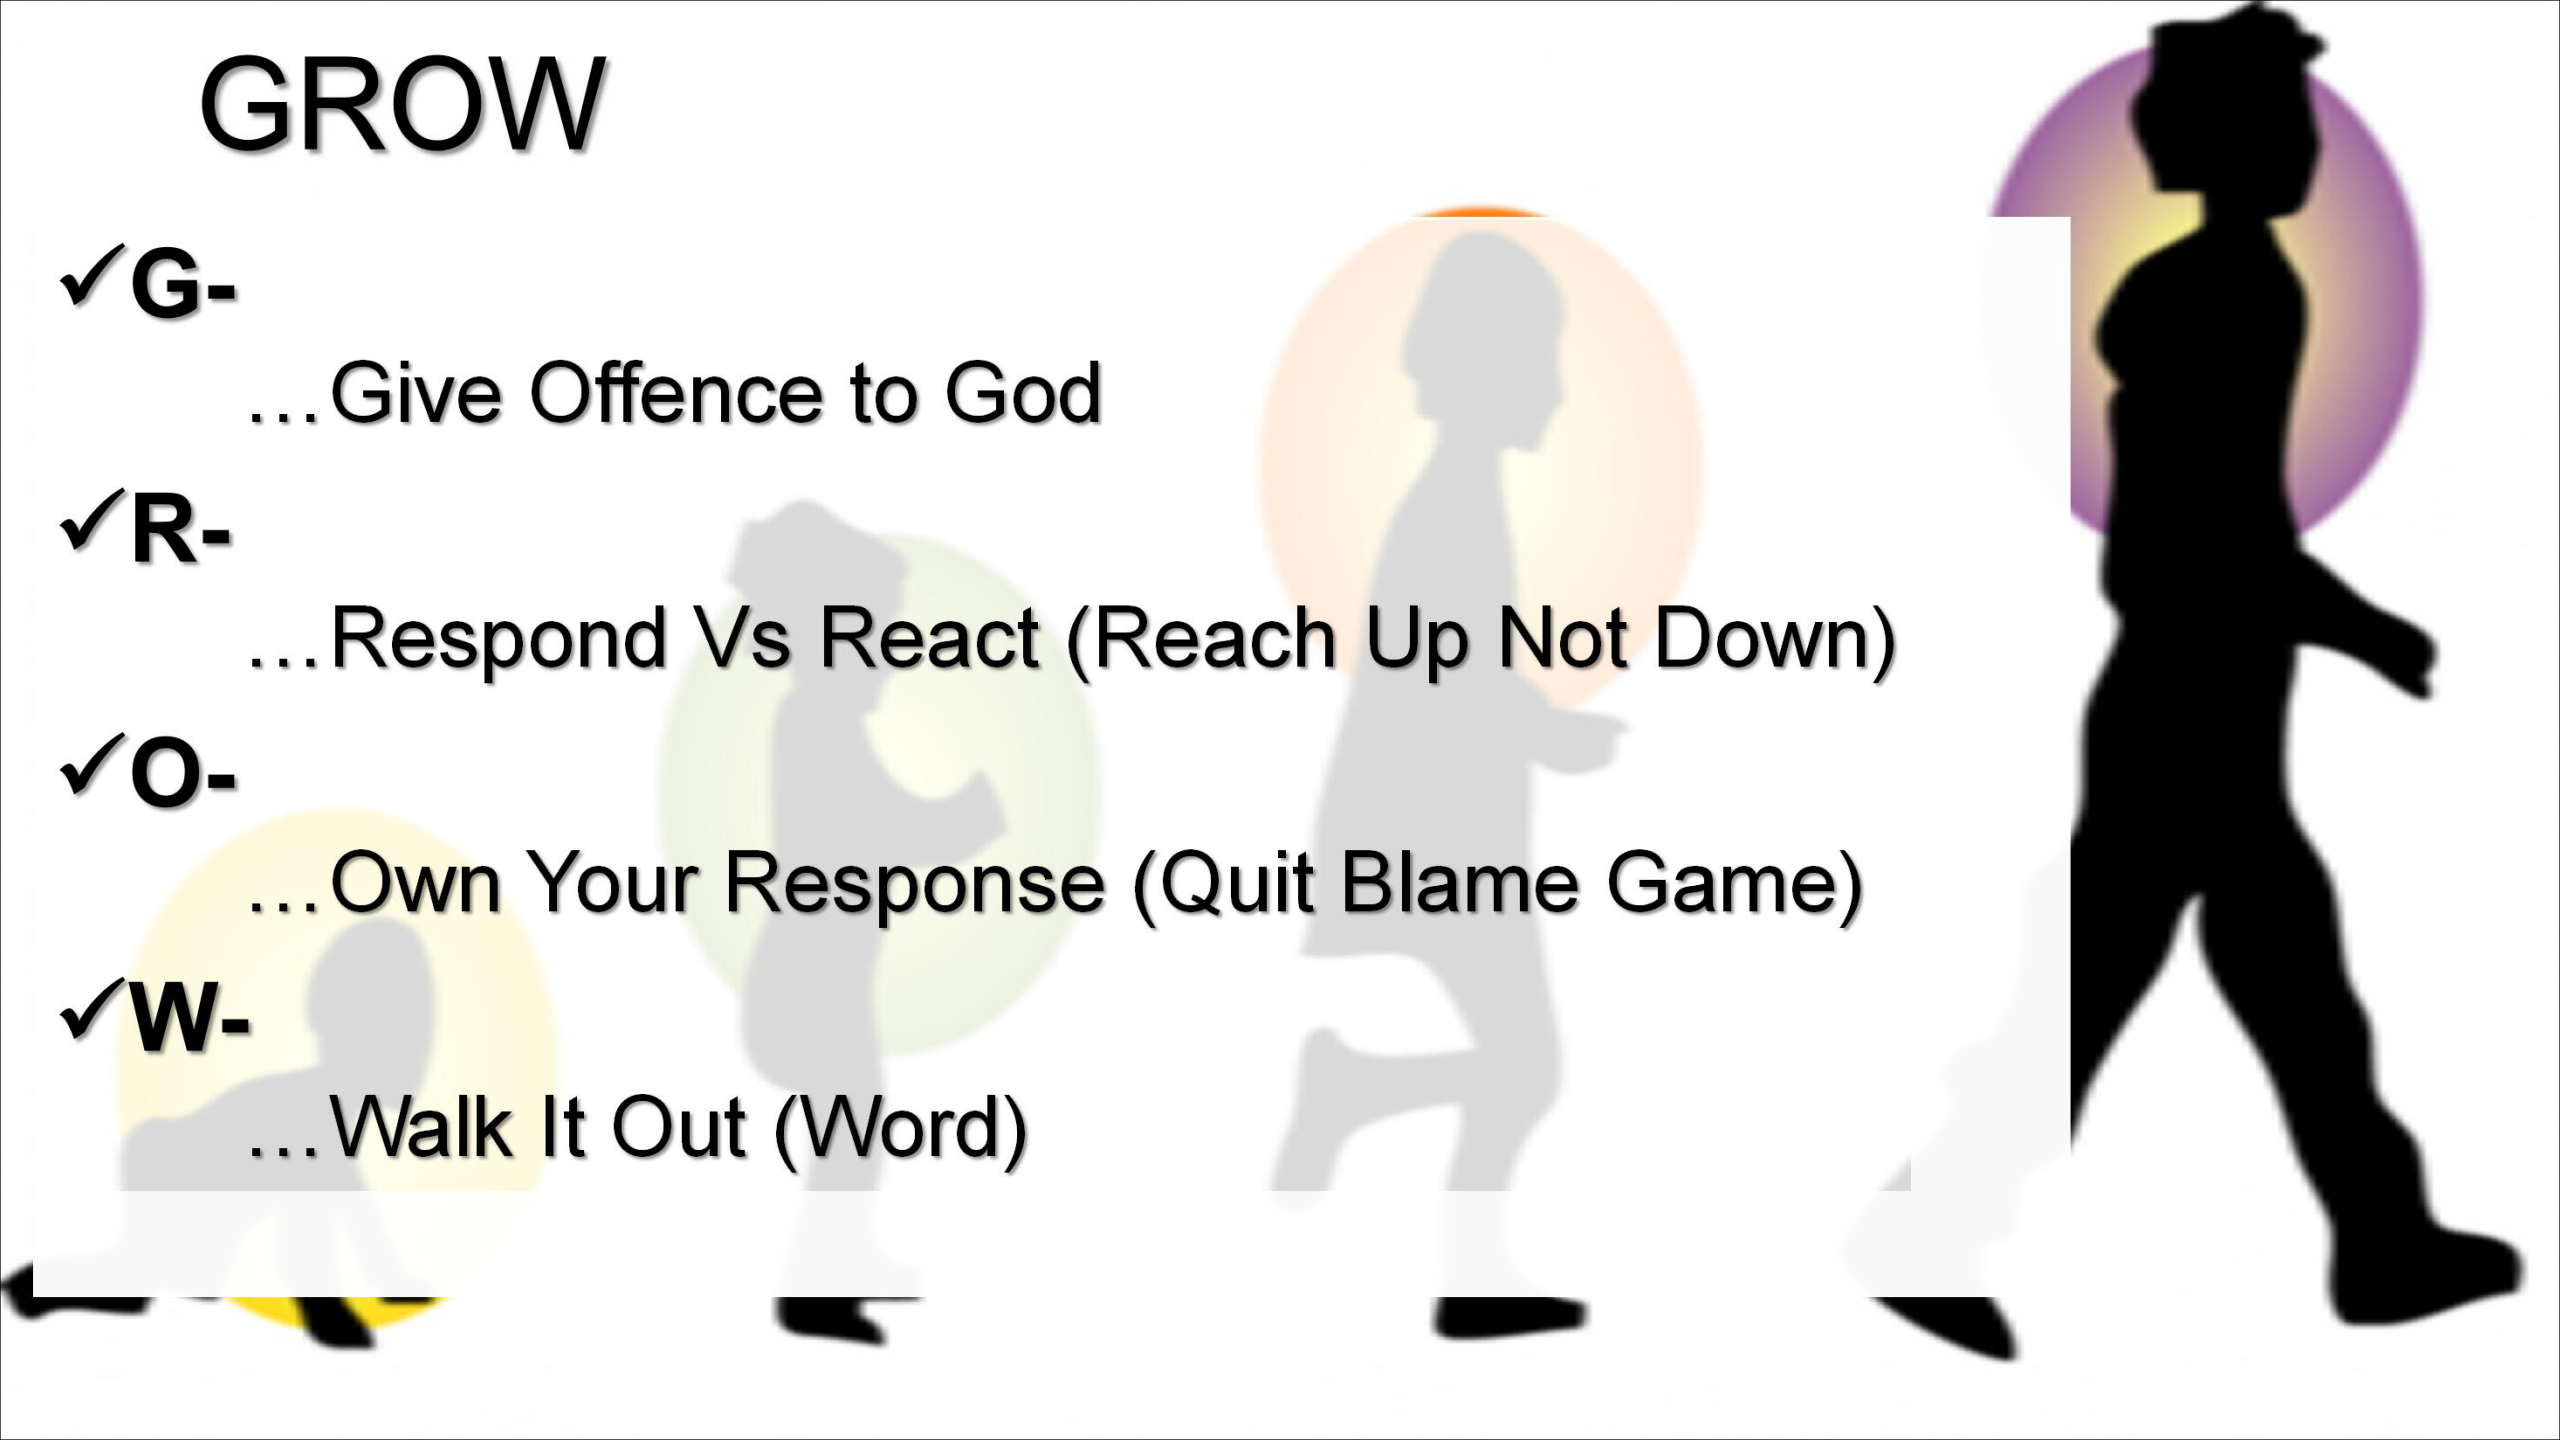 GROW
✓G-
…Give Offence to God
✓R-
…Respond Vs React (Reach Up Not Down)
✓O-
…Own Your Response (Quit Blame Game)
✓W-
…Walk It Out (Word)